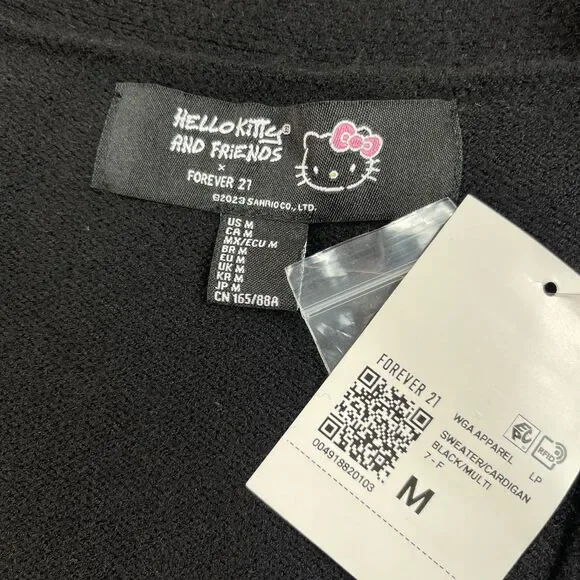 HELLO KITTY®
AND FRIENDS
×
FOREVER 21
©2023 SANRIO CO., LTD.
US M
CA M
MX/ECU M
BR M
EU M
UK M
KR M
JP M
CN 165/88A
FOREVER 21
WGA APPAREL LP
SWEATER/CARDIGAN
BLACK/MULTI
7 - F
004918820103
M
RFID